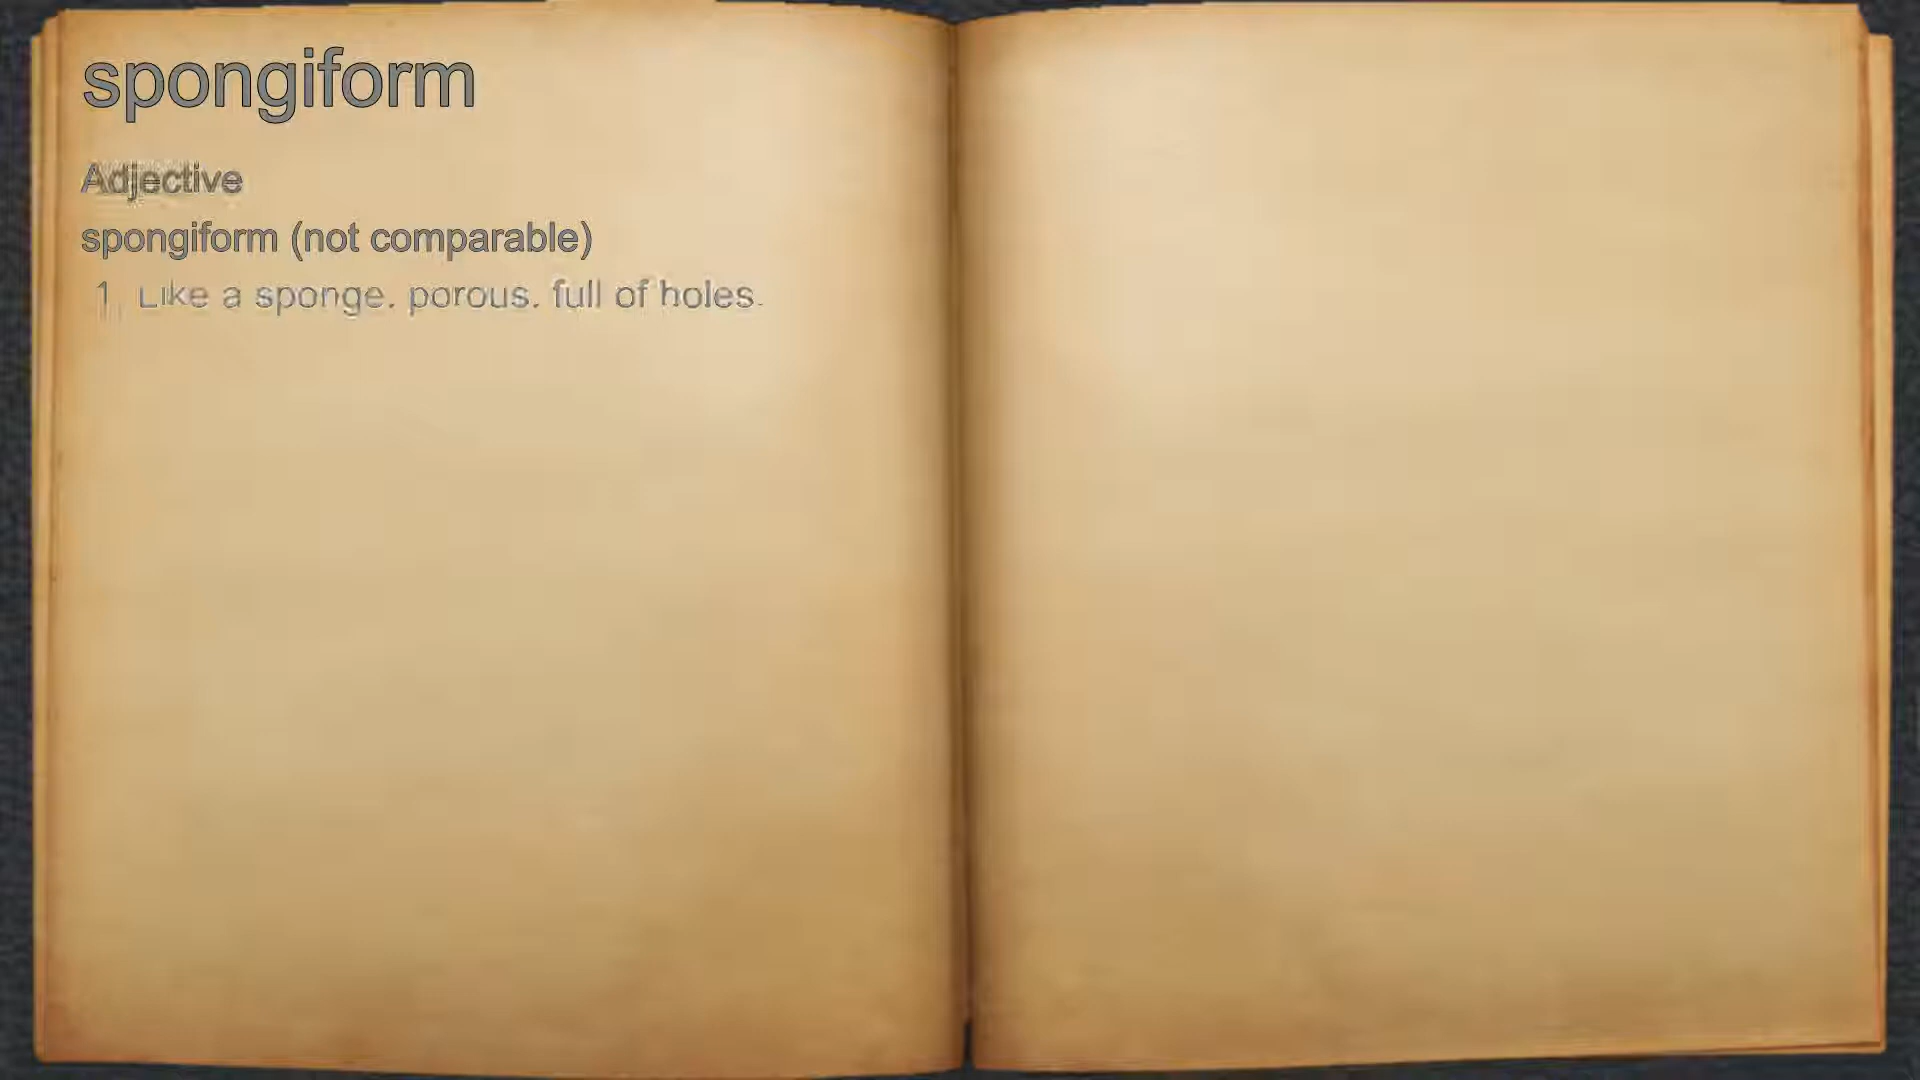 spongiform
Adjective
spongiform (not comparable)
1. Like a sponge. porous. full of holes.